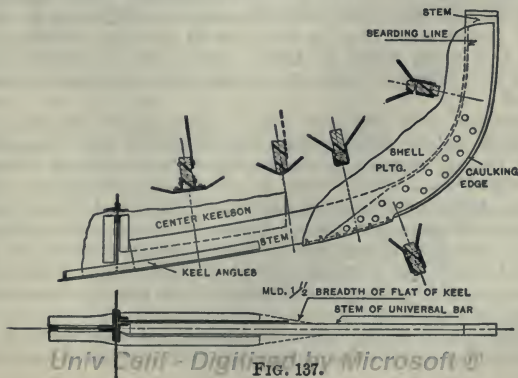 STEM
BEARDING LINE
SHELL
PLTG.
CAULKING
EDGE
CENTER KEELSON
STEM
KEEL ANGLES
MLD. 1/2 BREADTH OF FLAT OF KEEL
STEM OF UNIVERSAL BAR
Univ Calif - Digitized by Microsoft ®
FIG. 137.